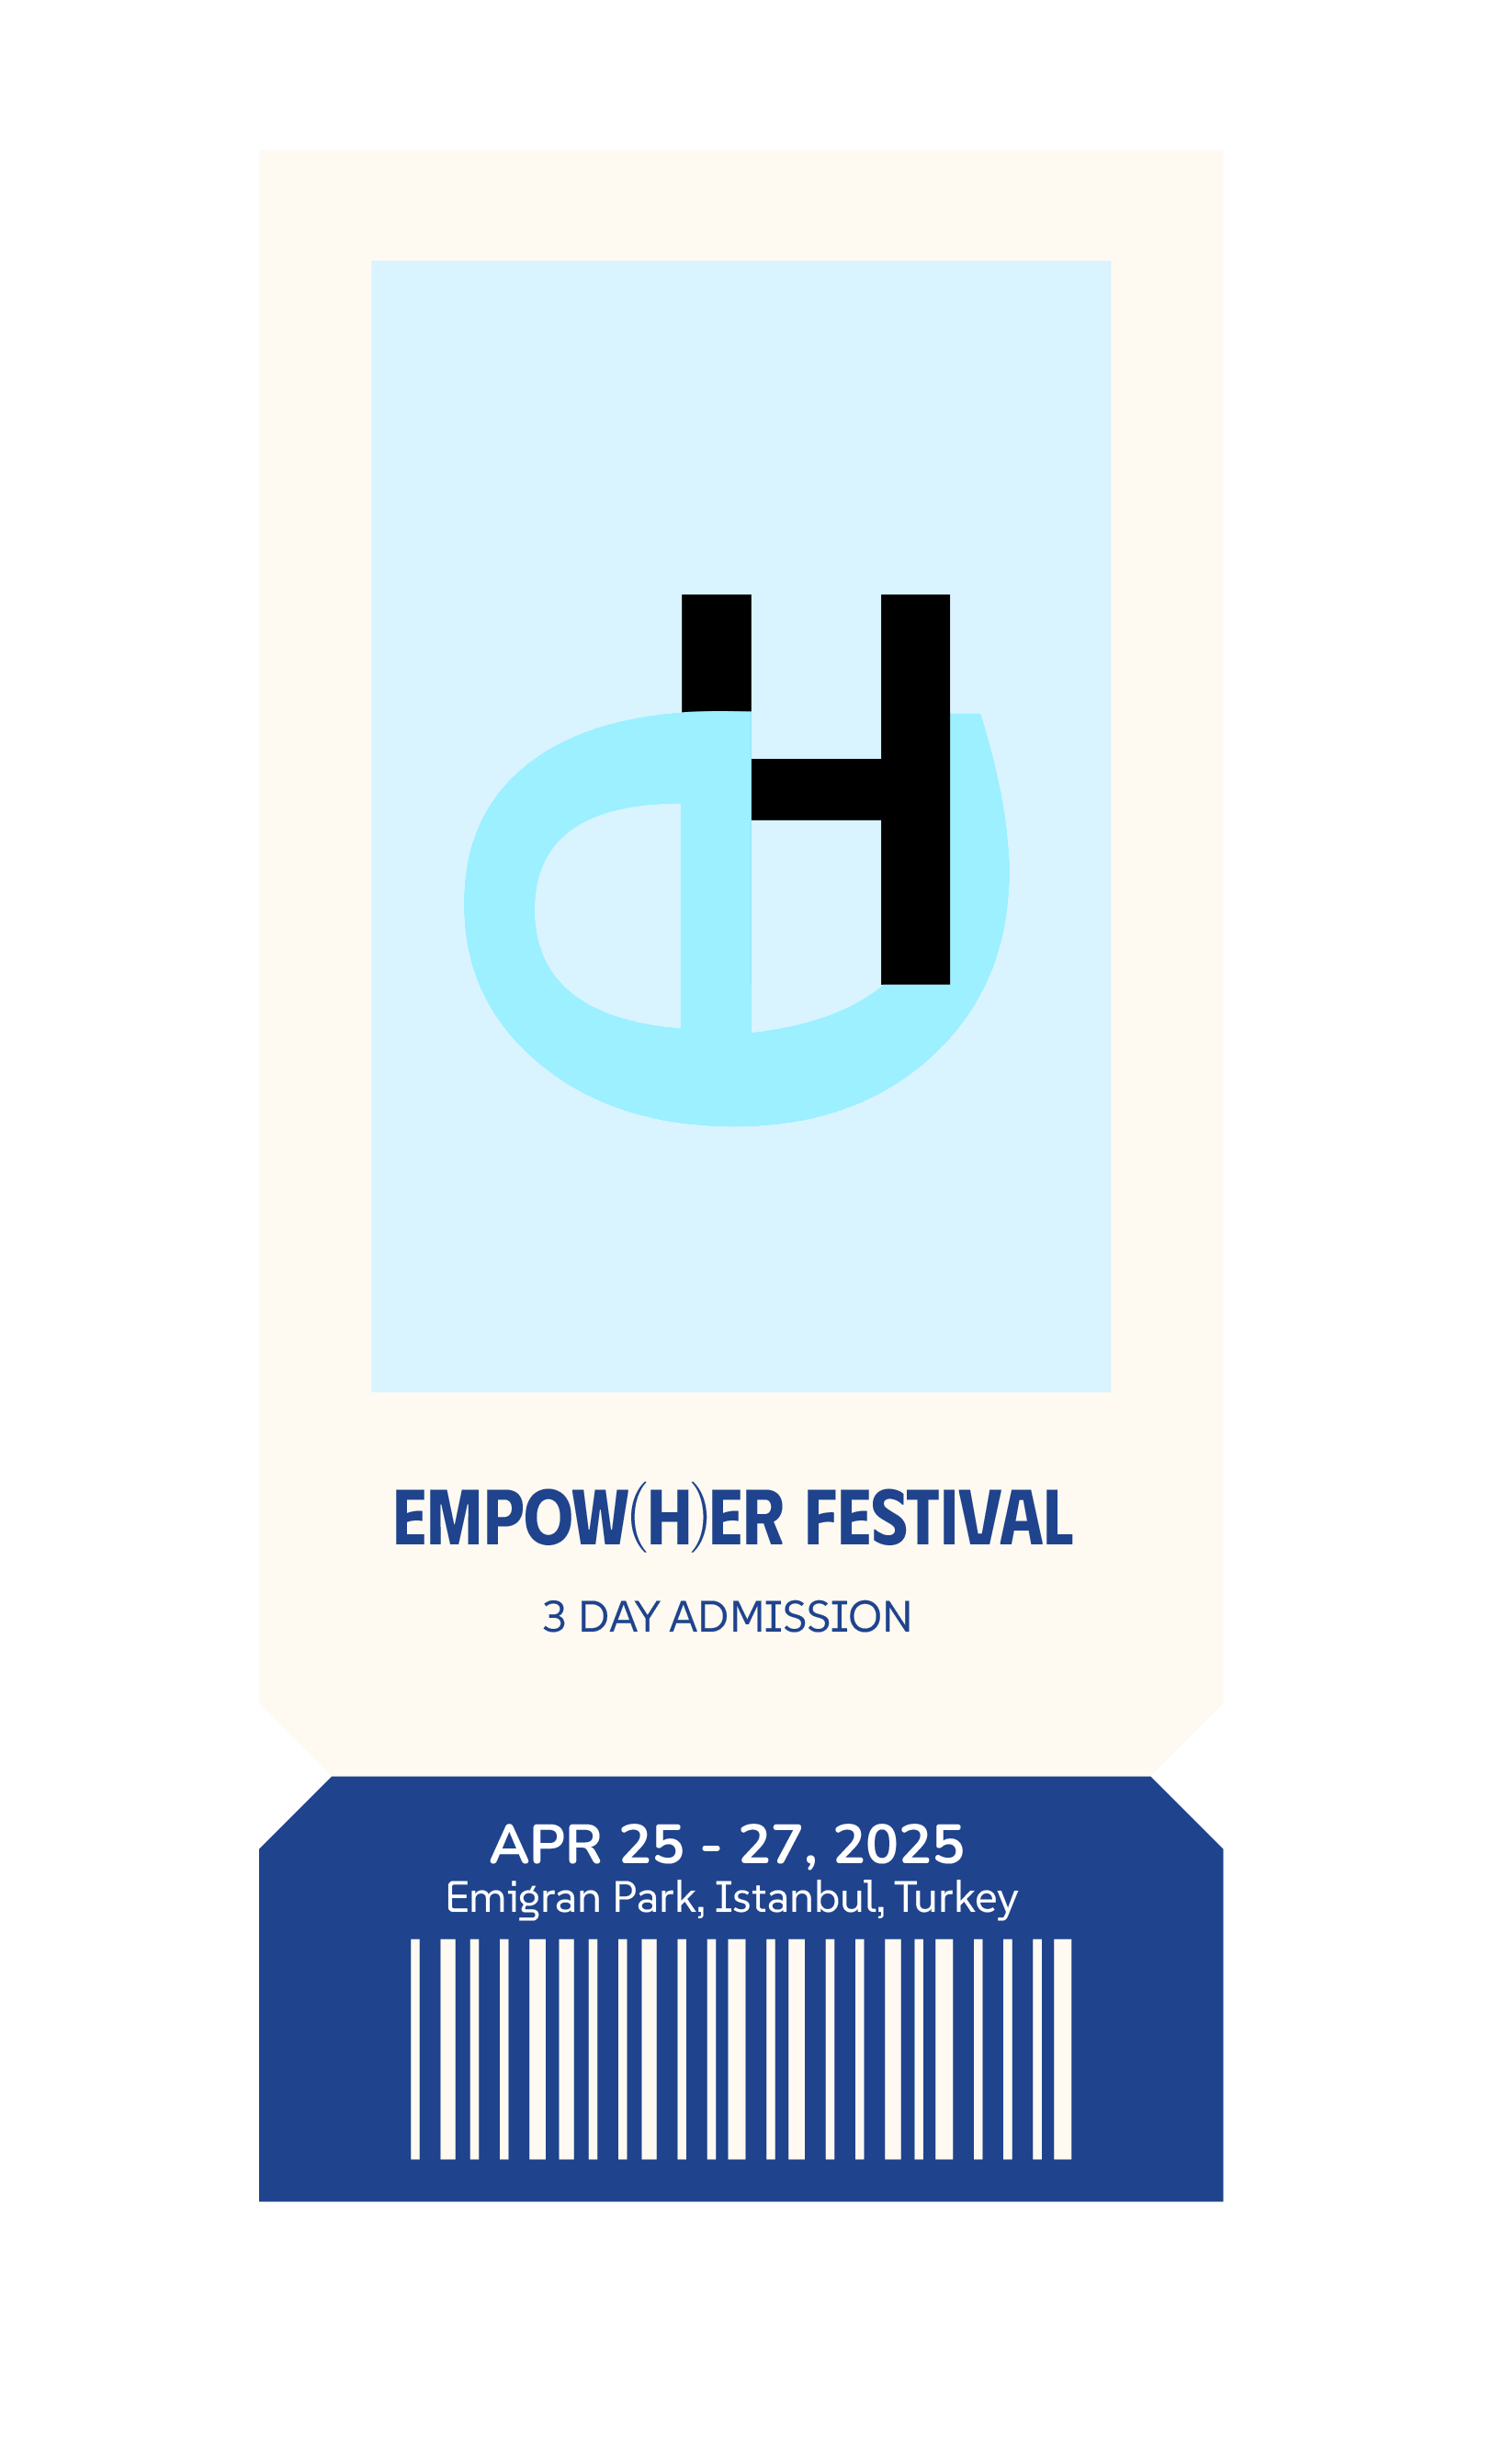 H
EMPOW(H)ER FESTIVAL
3 DAY ADMISSION
APR 25 - 27, 2025
Emigran Park, Istanbul, Turkey